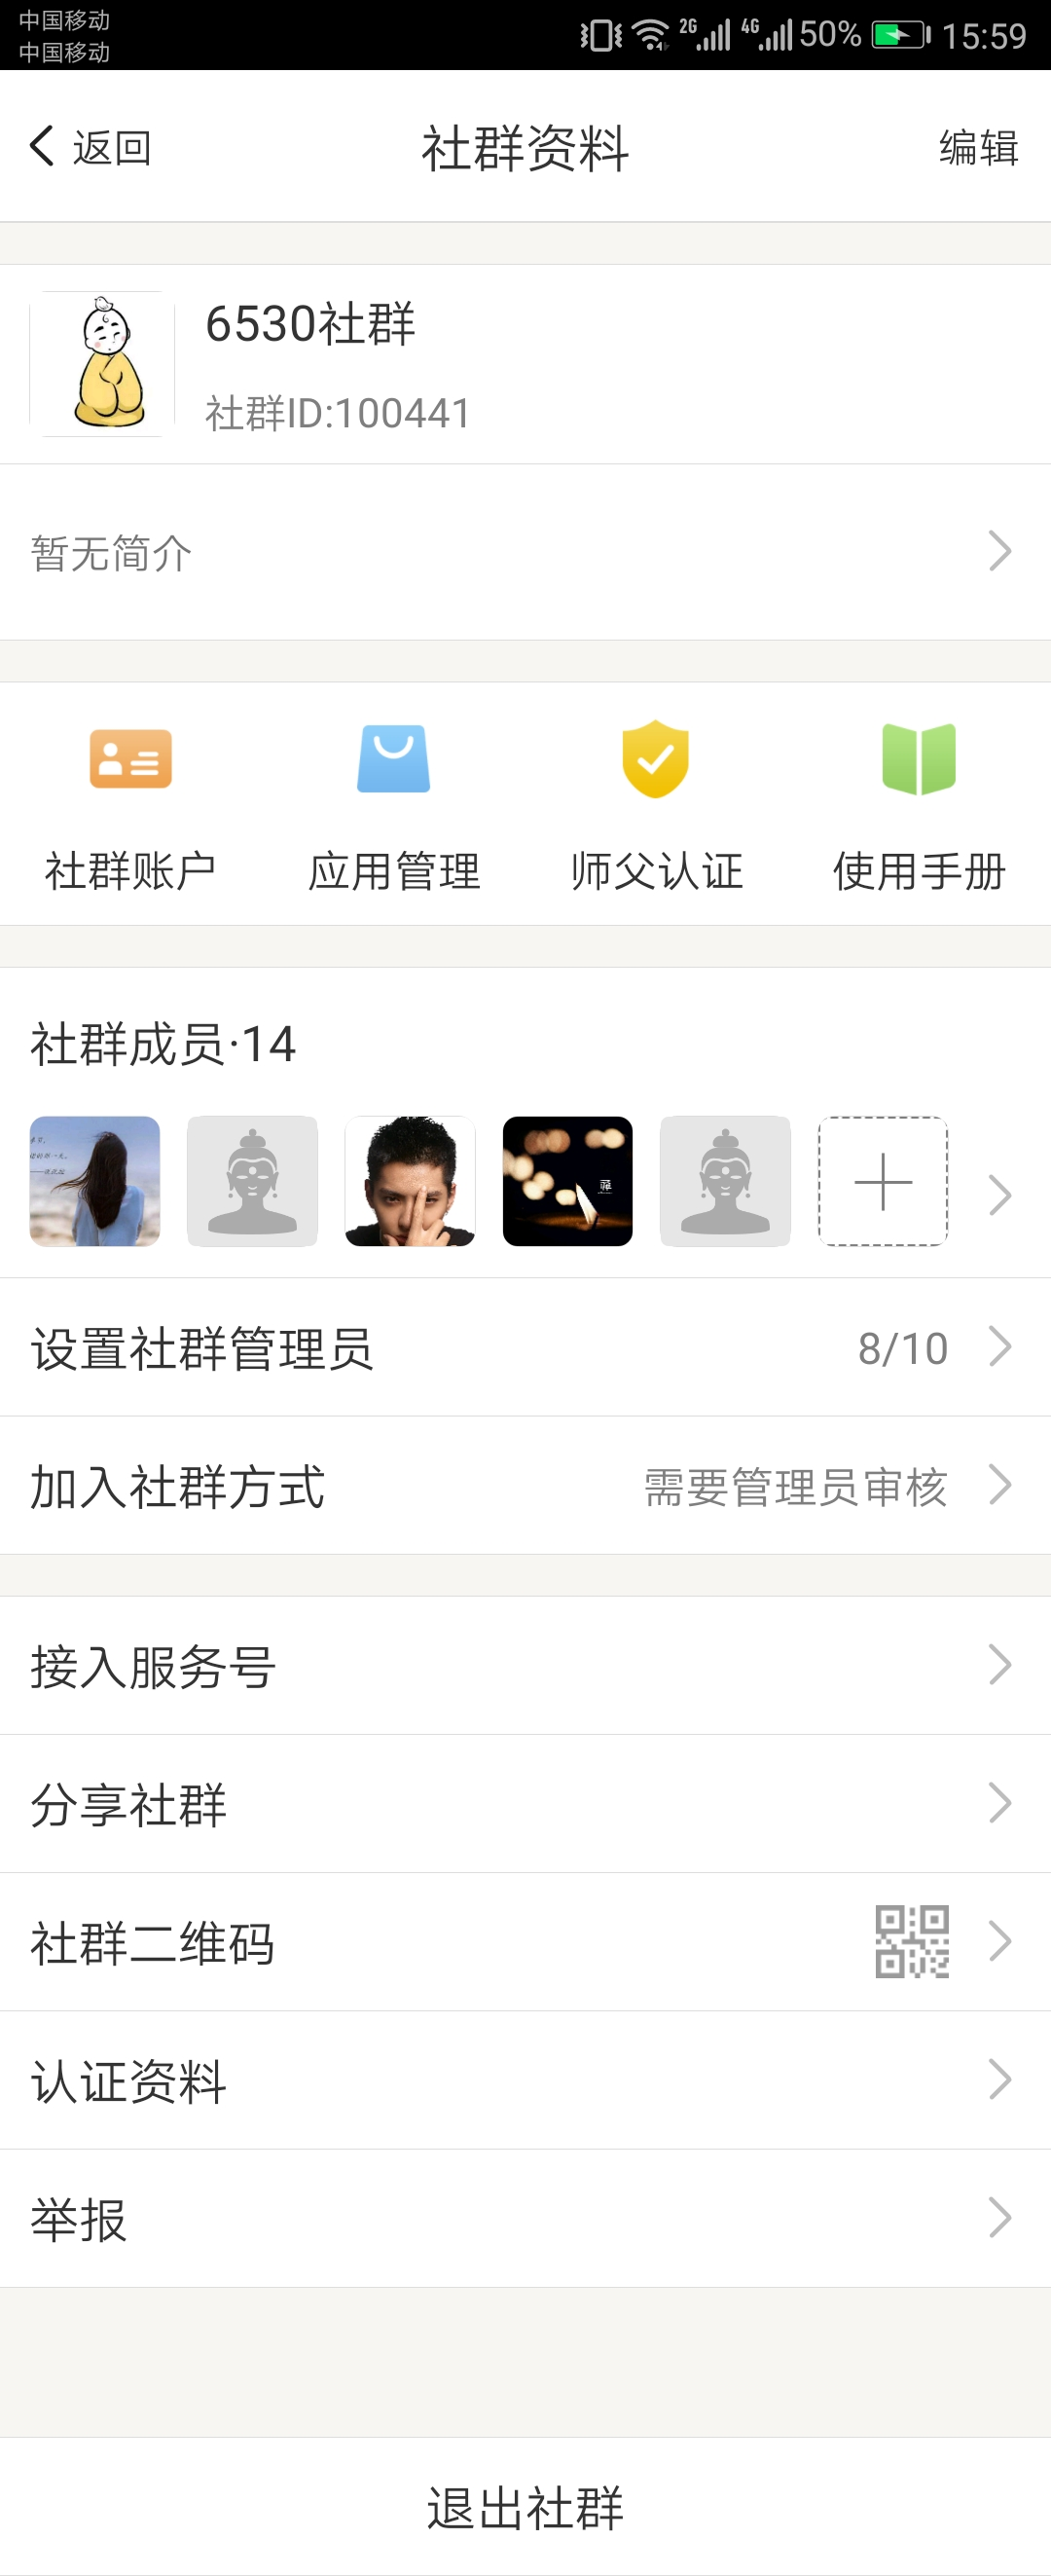 中国移动
中国移动
2G 4G 50% 15:59
返回 社群资料 编辑
6530社群
社群ID:100441
暂无简介
社群账户 应用管理 师父认证 使用手册
社群成员·14
设置社群管理员 8/10
加入社群方式 需要管理员审核
接入服务号
分享社群
社群二维码
认证资料
举报
退出社群